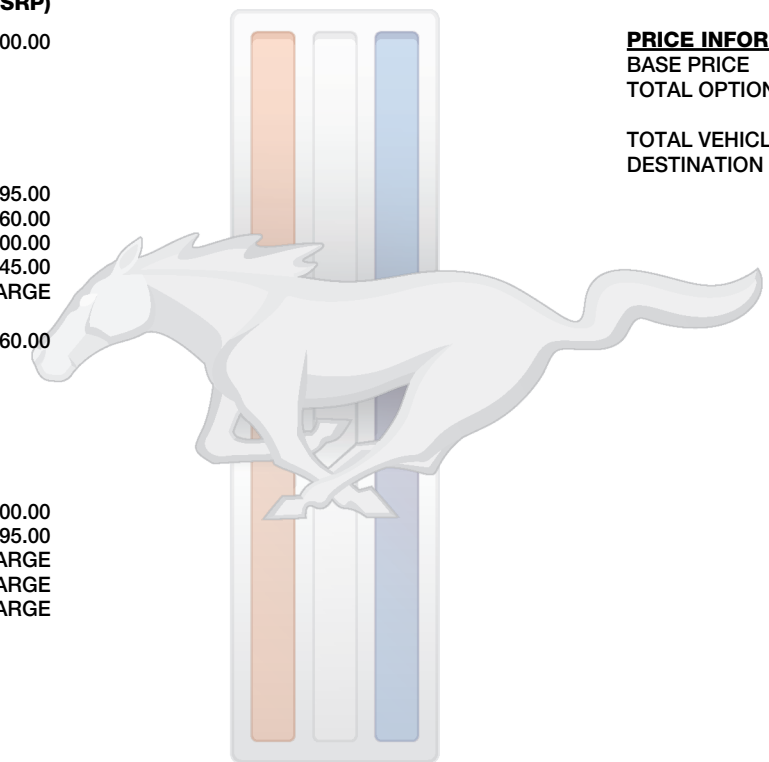 SRP)
00.00
95.00
60.00
00.00
45.00
ARGE
60.00
00.00
95.00
ARGE
ARGE
ARGE
PRICE INFOR
BASE PRICE
TOTAL OPTION
TOTAL VEHICL
DESTINATION